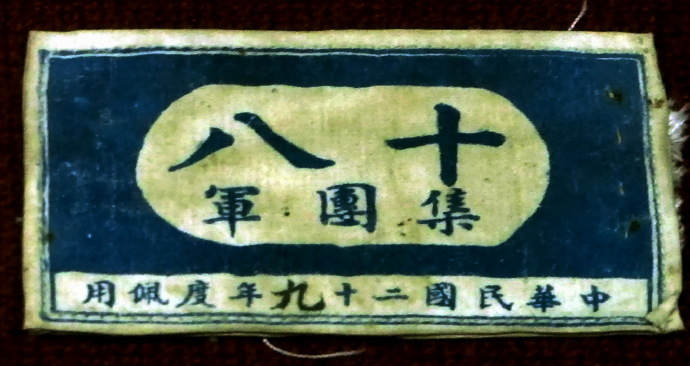 十八
集團軍
中華民國二十九年度佩用